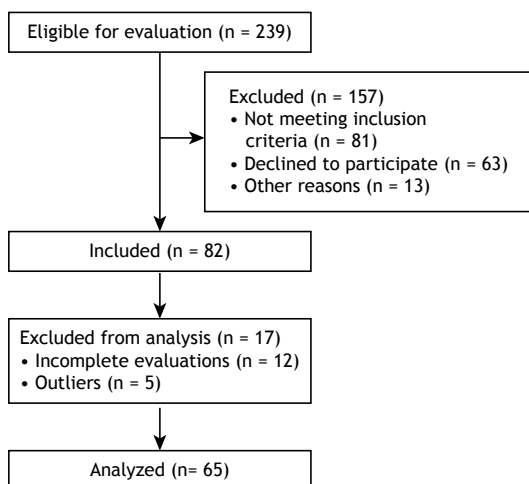 Eligible for evaluation (n = 239)
Excluded (n = 157)
• Not meeting inclusion
criteria (n = 81)
• Declined to participate (n = 63)
• Other reasons (n = 13)
Included (n = 82)
Excluded from analysis (n = 17)
• Incomplete evaluations (n = 12)
• Outliers (n = 5)
Analyzed (n= 65)